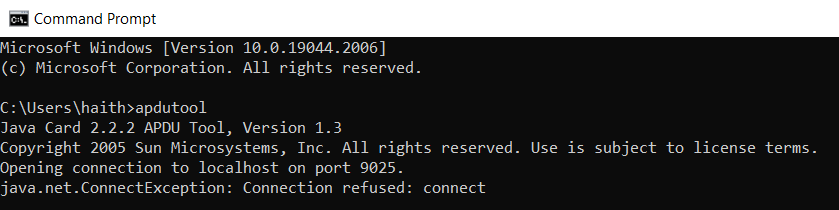 Command Prompt
Microsoft Windows [Version 10.0.19044.2006]
(c) Microsoft Corporation. All rights reserved.
C:\Users\haith>apdutool
Java Card 2.2.2 APDU Tool, Version 1.3
Copyright 2005 Sun Microsystems, Inc. All rights reserved. Use is subject to license terms.
Opening connection to localhost on port 9025.
java.net.ConnectException: Connection refused: connect